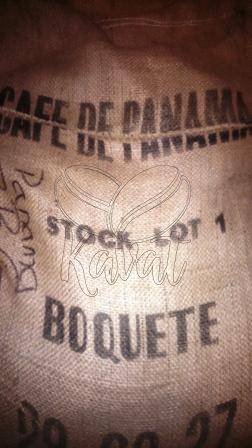 CAFE DE PANAMA
STOCK LOT 1
Kavat
BOQUETE